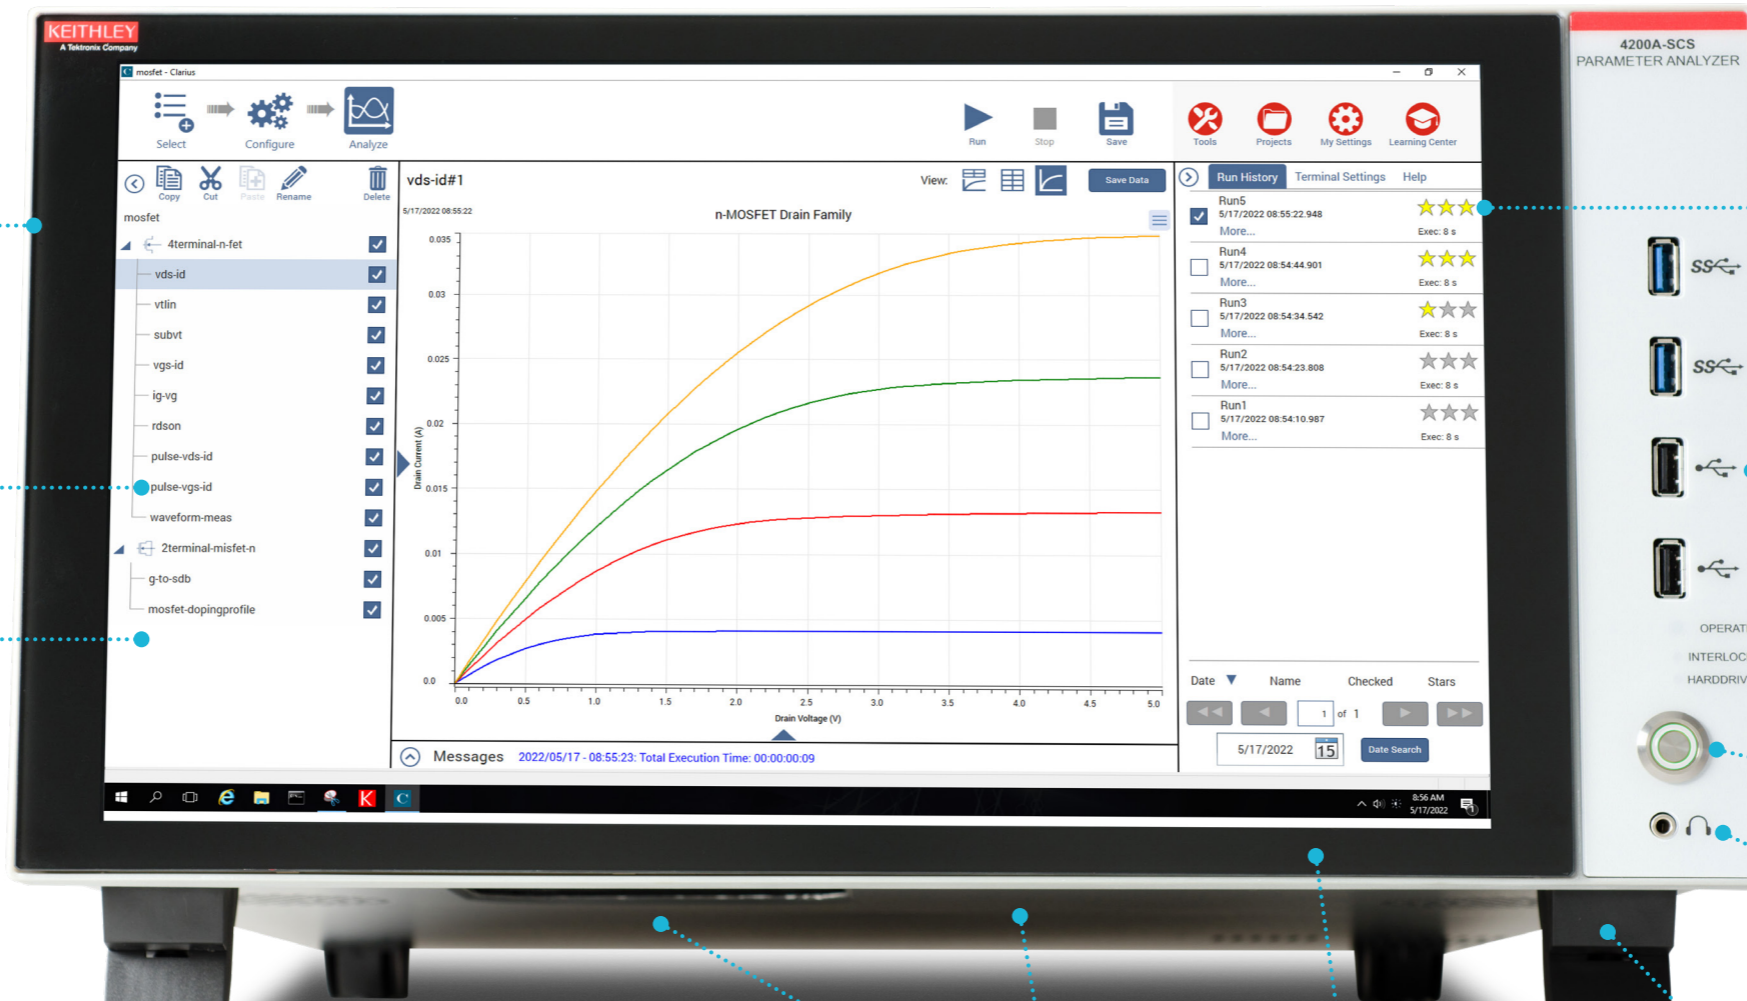 KEITHLEY
A Tektronix Company
4200A-SCS
PARAMETER ANALYZER
mosfet - Clarius
Select
Configure
Analyze
Run
Stop
Save
Tools
Projects
My Settings
Learning Center
Copy
Cut
Paste
Rename
Delete
mosfet
4terminal-n-fet
vds-id
vtlin
subvt
vgs-id
ig-vg
rdson
pulse-vds-id
pulse-vgs-id
waveform-meas
2terminal-misfet-n
g-to-sdb
mosfet-dopingprofile
vds-id#1
View:
Save Data
5/17/2022 08:55:22
n-MOSFET Drain Family
0.035
0.03
0.025
0.02
0.015
0.01
0.005
0.0
Drain Current (A)
0.0 0.5 1.0 1.5 2.0 2.5 3.0 3.5 4.0 4.5 5.0
Drain Voltage (V)
Messages 2022/05/17 - 08:55:23: Total Execution Time: 00:00:00:09
Run History Terminal Settings Help
Run5
5/17/2022 08:55:22.948
More... Exec: 8 s
Run4
5/17/2022 08:54:44.901
More... Exec: 8 s
Run3
5/17/2022 08:54:34.542
More... Exec: 8 s
Run2
5/17/2022 08:54:23.808
More... Exec: 8 s
Run1
5/17/2022 08:54:10.987
More... Exec: 8 s
Date Name Checked Stars
1 of 1
5/17/2022 15 Date Search
8:56 AM
5/17/2022
SS
SS
OPERAT
INTERLOC
HARDDRIV